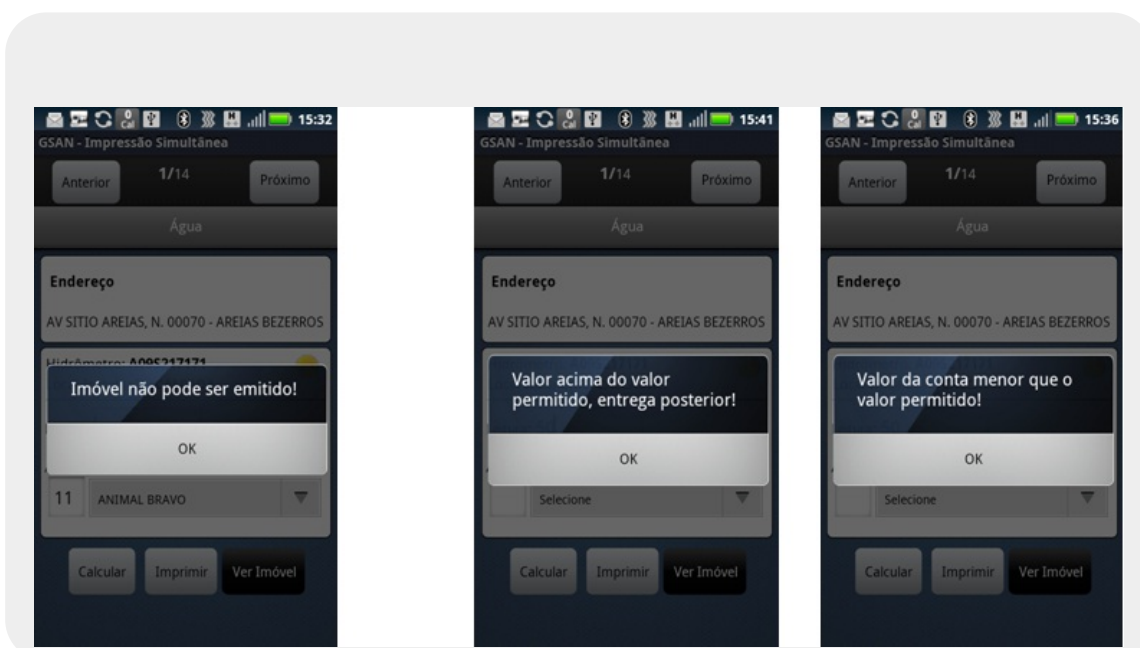 15:32
GSAN - Impressão Simultânea
Anterior
1/14
Próximo
Água
Endereço
AV SITIO AREIAS, N. 00070 - AREIAS BEZERROS
Hidrômetro: A09S217171
Imóvel não pode ser emitido!
OK
11 ANIMAL BRAVO
Calcular
Imprimir
Ver Imóvel
15:41
GSAN - Impressão Simultânea
Anterior
1/14
Próximo
Água
Endereço
AV SITIO AREIAS, N. 00070 - AREIAS BEZERROS
Valor acima do valor
permitido, entrega posterior!
OK
Selecione
Calcular
Imprimir
Ver Imóvel
15:36
GSAN - Impressão Simultânea
Anterior
1/14
Próximo
Água
Endereço
AV SITIO AREIAS, N. 00070 - AREIAS BEZERROS
Valor da conta menor que o
valor permitido!
OK
Selecione
Calcular
Imprimir
Ver Imóvel